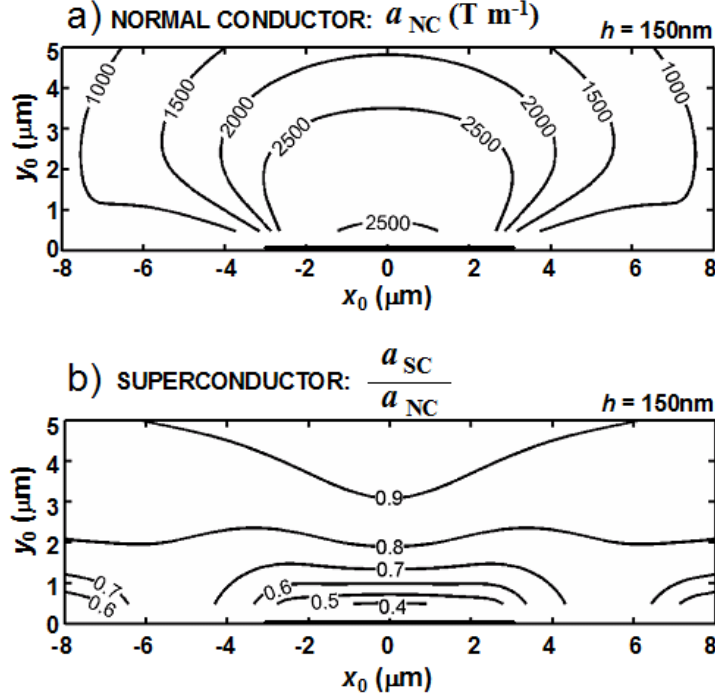 a) NORMAL CONDUCTOR: a NC (T m-1)
h = 150nm
5
4
3
2
1
0
y0 (μm)
1000
1500
2000
2500
2500
2000
1500
1000
2500
-8 -6 -4 -2 0 2 4 6 8
x0 (μm)
b) SUPERCONDUCTOR: a SC
a NC
h = 150nm
5
4
3
2
1
0
y0 (μm)
0.9
0.8
0.7
0.7
0.6
0.6
0.5
0.4
-8 -6 -4 -2 0 2 4 6 8
x0 (μm)